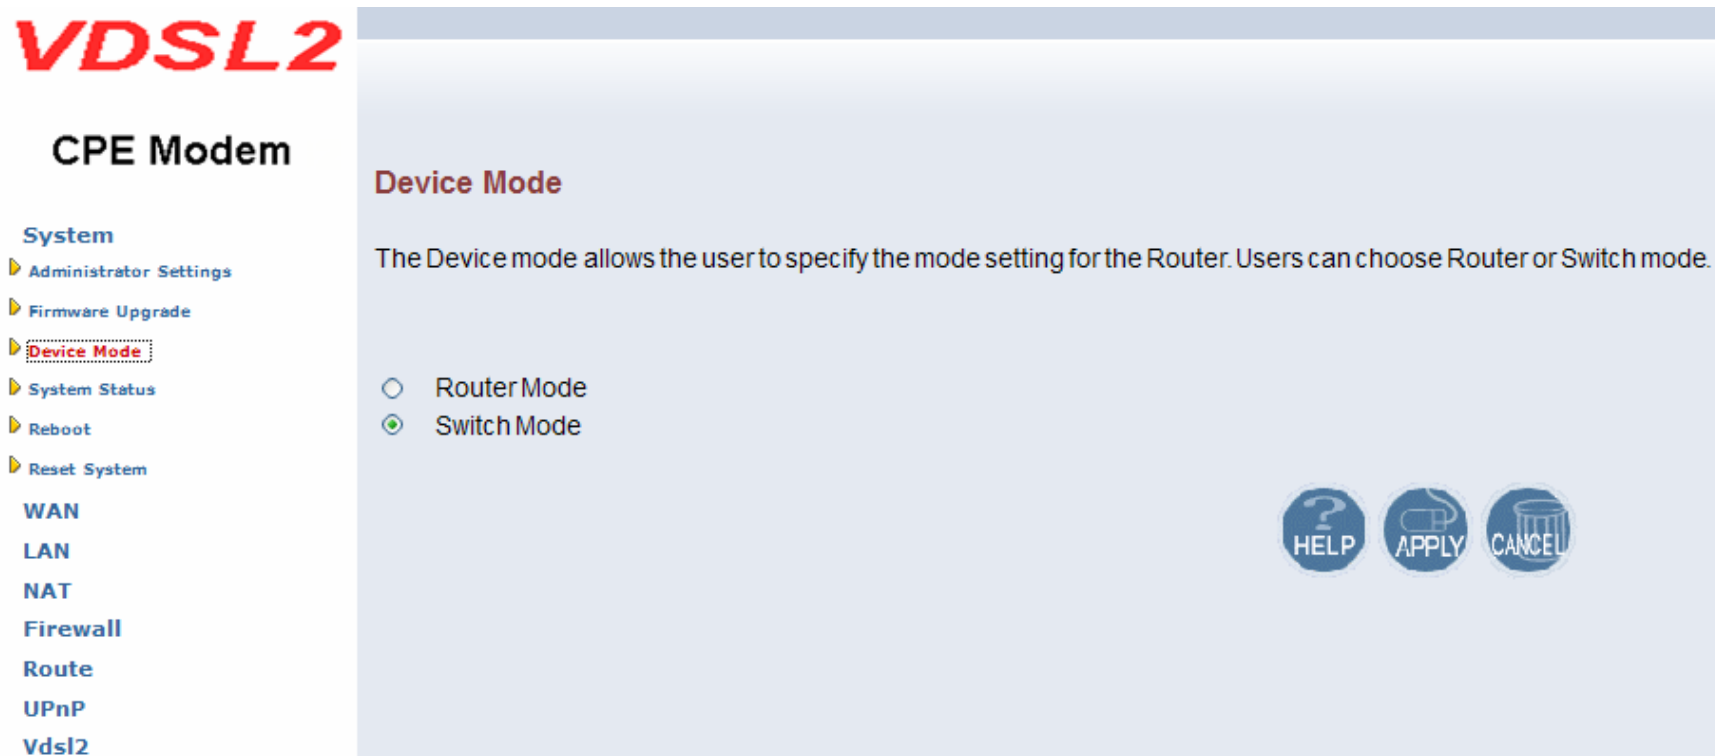 VDSL2
CPE Modem
System
Administrator Settings
Firmware Upgrade
Device Mode
System Status
Reboot
Reset System
WAN
LAN
NAT
Firewall
Route
UPnP
Vdsl2
Device Mode
The Device mode allows the user to specify the mode setting for the Router. Users can choose Router or Switch mode.
Router Mode
Switch Mode
HELP
APPLY
CANCEL